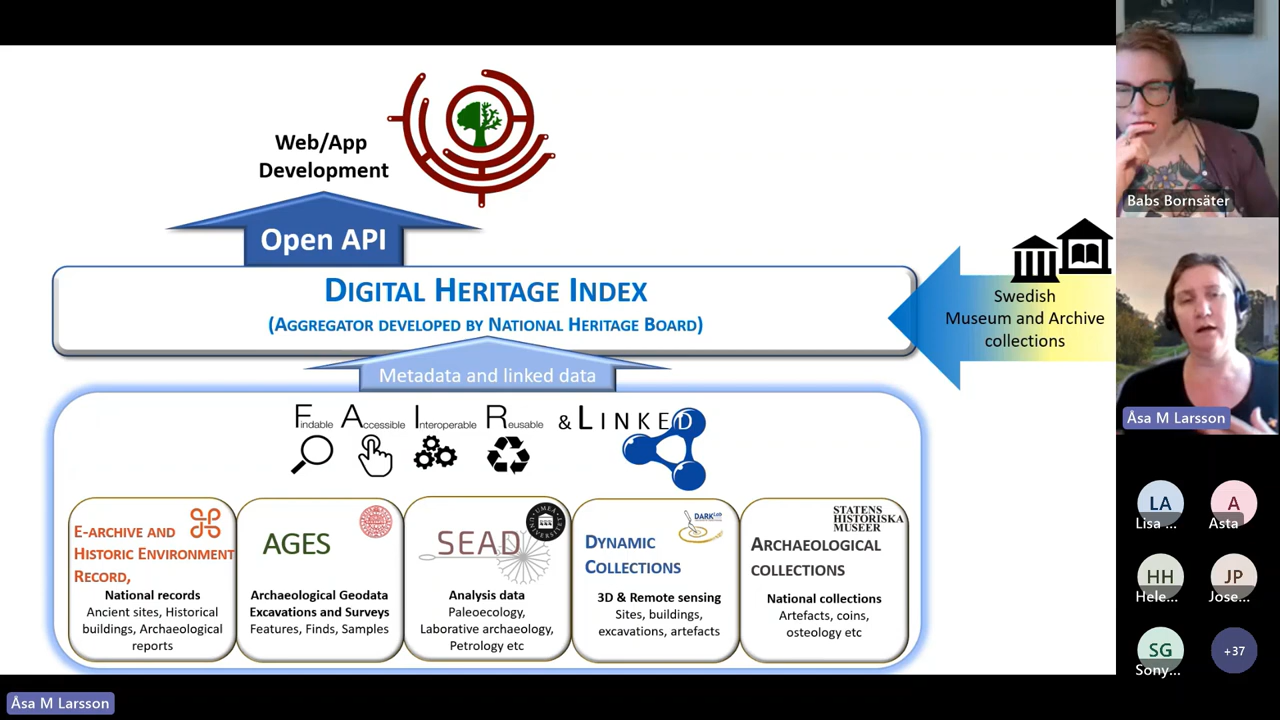 Web/App
Development
Open API
DIGITAL HERITAGE INDEX
(AGGREGATOR DEVELOPED BY NATIONAL HERITAGE BOARD)
Swedish
Museum and Archive
collections
Metadata and linked data
Findable Accessible Interoperable Reusable & LINKED
E-ARCHIVE AND
HISTORIC ENVIRONMENT
RECORD,
National records
Ancient sites, Historical
buildings, Archaeological
reports
AGES
Archaeological Geodata
Excavations and Surveys
Features, Finds, Samples
UMEÅ UNIVERSITET
SEAD
Analysis data
Paleoecology,
Laborative archaeology,
Petrology etc
DARKLab
DYNAMIC
COLLECTIONS
3D & Remote sensing
Sites, buildings,
excavations, artefacts
STATENS
HISTORISKA
MUSEER
ARCHAEOLOGICAL
COLLECTIONS
National collections
Artefacts, coins,
osteology etc
Babs Bornsäter
Åsa M Larsson
LA
Lisa ...
A
Asta
HH
Hele...
JP
Jose...
SG
Sony...
+37
Åsa M Larsson